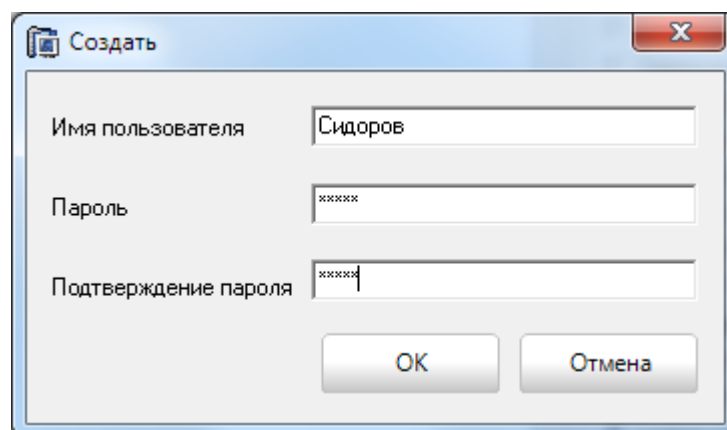 Создать
Имя пользователя Сидоров
Пароль *****
Подтверждение пароля *****
OK Отмена